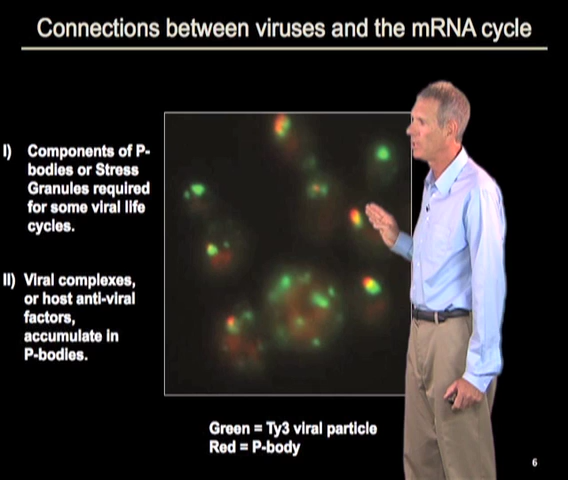 Connections between viruses and the mRNA cycle
I) Components of P-
bodies or Stress
Granules required
for some viral life
cycles.
II) Viral complexes,
or host anti-viral
factors,
accumulate in
P-bodies.
Green = Ty3 viral particle
Red = P-body
6